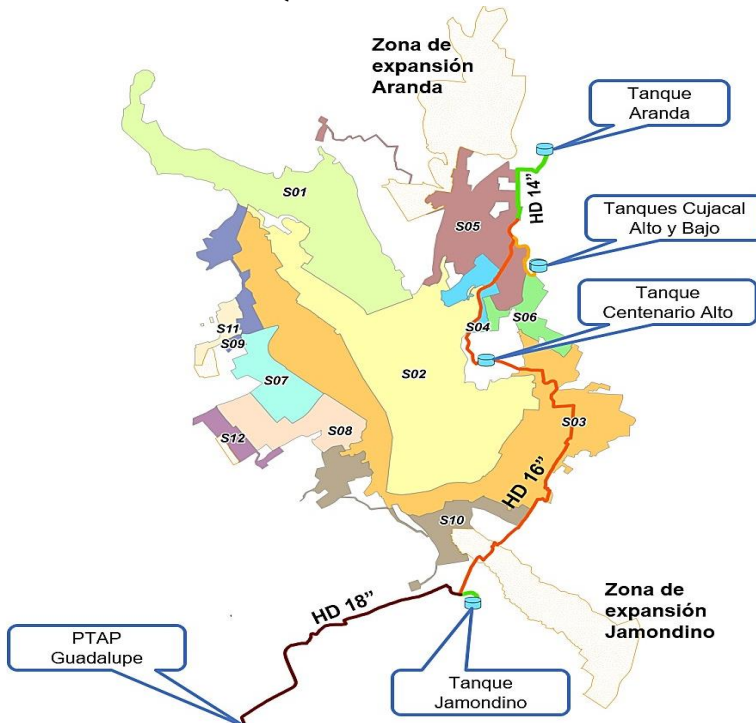 Zona de
expansión
Aranda
Tanque
Aranda
HD 14”
S01
S05
Tanques Cujacal
Alto y Bajo
Tanque
Centenario Alto
S06
S04
S11
S09
S02
S07
S03
S08
S12
HD 16”
S10
HD 18”
Zona de
expansión
Jamondino
PTAP
Guadalupe
Tanque
Jamondino